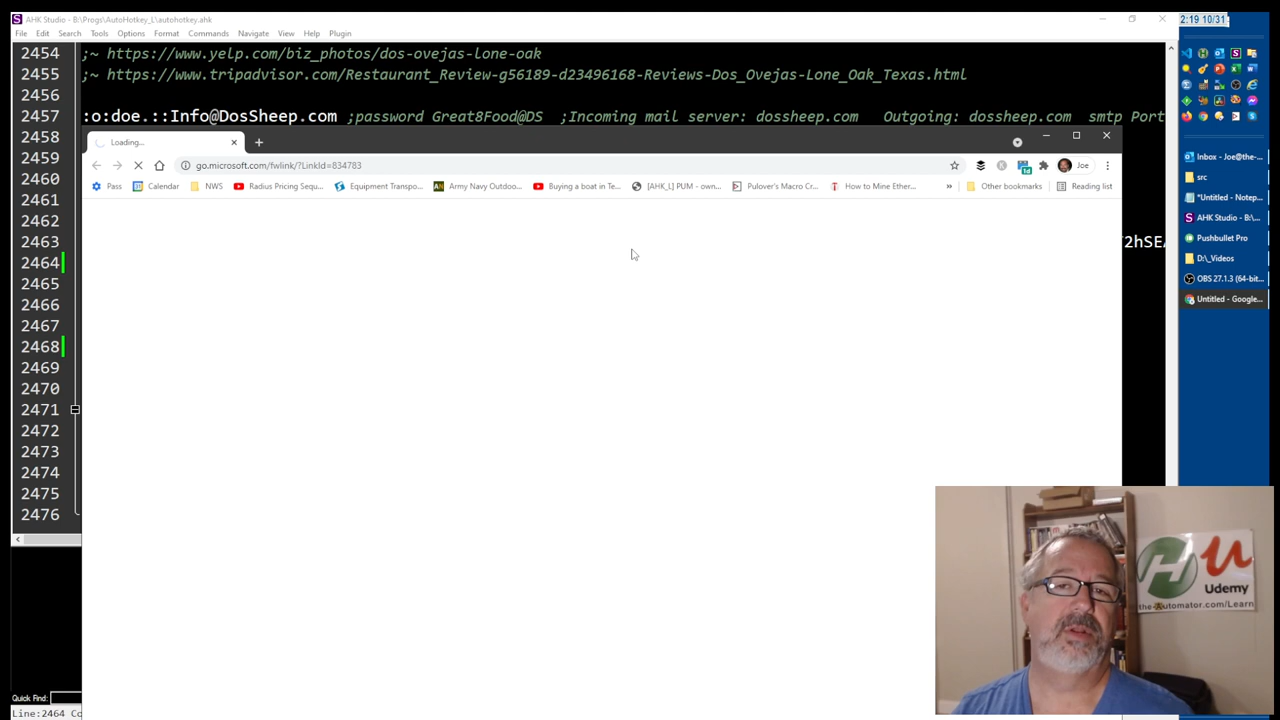 AHK Studio - B:\Progs\AutoHotkey_L\autohotkey.ahk
2:19 10/31
File Edit Search Tools Options Format Commands Navigate View Help Plugin
2454 ;~ https://www.yelp.com/biz_photos/dos-ovejas-lone-oak
2455 ;~ https://www.tripadvisor.com/Restaurant_Review-g56189-d23496168-Reviews-Dos_Ovejas-Lone_Oak_Texas.html
2456
2457 :o:doe.::Info@DosSheep.com ;password Great8Food@DS ;Incoming mail server: dossheep.com Outgoing: dossheep.com smtp Port
2458
Loading...
2459
go.microsoft.com/fwlink/?LinkId=834783
Joe
2460
Pass Calendar NWS Radius Pricing Sequ... Equipment Transpo... Army Navy Outdoo... Buying a boat in Te... [AHK_L] PUM - own... Pulover's Macro Cr... How to Mine Ether... » Other bookmarks Reading list
2461
2462
2463
2464
2465
2466
2467
2468
2469
2470
2471
2472
2473
2474
2475
2476
Inbox - Joe@the-...
src
*Untitled - Notep...
AHK Studio - B:\...
Pushbullet Pro
D:\_Videos
OBS 27.1.3 (64-bit...
Untitled - Google...
H
u
Udemy
the-Automator.com/Learn
Quick Find:
Line:2464 Co